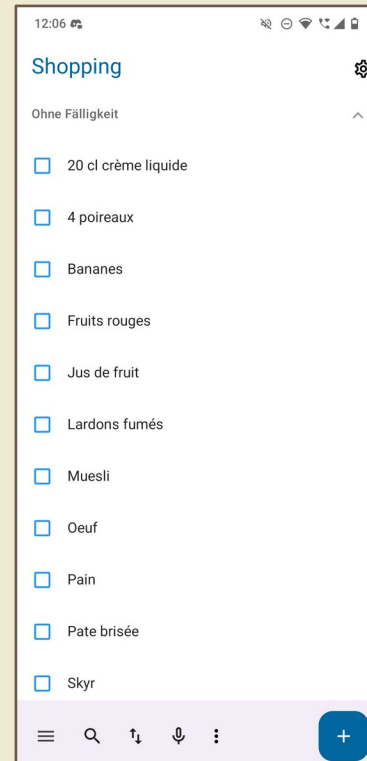 12:06
Shopping
Ohne Fälligkeit
20 cl crème liquide
4 poireaux
Bananes
Fruits rouges
Jus de fruit
Lardons fumés
Muesli
Oeuf
Pain
Pate brisée
Skyr